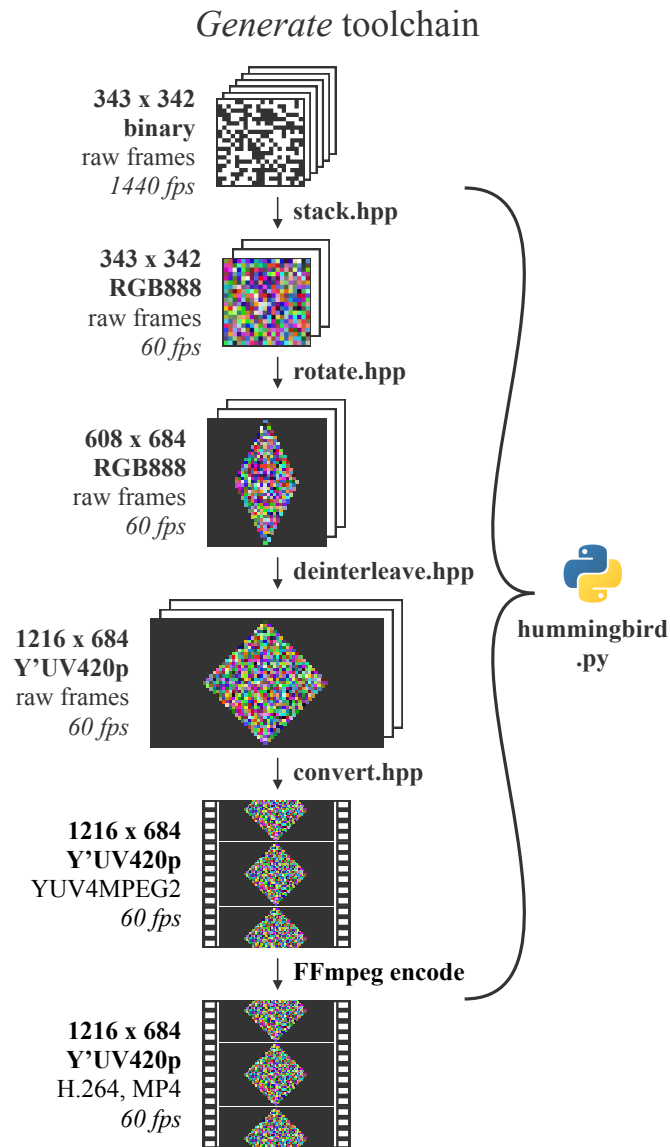 Generate toolchain
343 x 342
binary
raw frames
1440 fps
stack.hpp
343 x 342
RGB888
raw frames
60 fps
rotate.hpp
608 x 684
RGB888
raw frames
60 fps
deinterleave.hpp
1216 x 684
Y’UV420p
raw frames
60 fps
convert.hpp
1216 x 684
Y’UV420p
YUV4MPEG2
60 fps
FFmpeg encode
1216 x 684
Y’UV420p
H.264, MP4
60 fps
hummingbird
.py